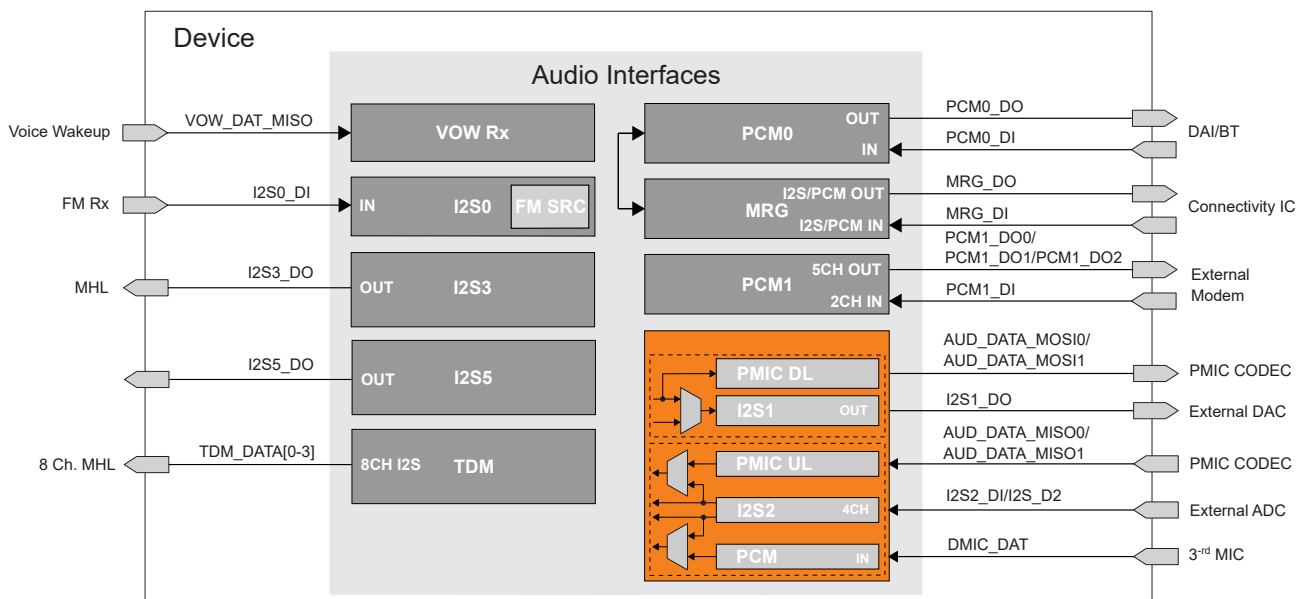 Device
Audio Interfaces
Voice Wakeup
VOW_DAT_MISO
VOW Rx
FM Rx
I2S0_DI
IN
I2S0
FM SRC
MHL
I2S3_DO
OUT
I2S3
I2S5_DO
OUT
I2S5
8 Ch. MHL
TDM_DATA[0-3]
8CH I2S
TDM
PCM0
OUT
IN
PCM0_DO
PCM0_DI
DAI/BT
MRG
I2S/PCM OUT
I2S/PCM IN
MRG_DO
MRG_DI
Connectivity IC
PCM1
5CH OUT
2CH IN
PCM1_DO0/
PCM1_DO1/PCM1_DO2
PCM1_DI
External
Modem
PMIC DL
AUD_DATA_MOSI0/
AUD_DATA_MOSI1
PMIC CODEC
I2S1
OUT
I2S1_DO
External DAC
PMIC UL
AUD_DATA_MISO0/
AUD_DATA_MISO1
PMIC CODEC
I2S2
4CH
I2S2_DI/I2S_D2
External ADC
PCM
IN
DMIC_DAT
3-rd MIC